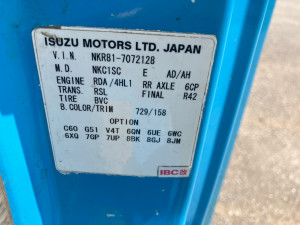 ISUZU MOTORS LTD. JAPAN
V.I.N. NKR81-7072128
M.D. NKC1SC E AD/AH
ENGINE RDA /4HL1 RR AXLE 6CP
TRANS. RSL FINAL R42
TIRE BVC
B.COLOR/TRIM 729/158
OPTION
C60 G51 V4T 6QN 6UE 6WC
6XQ 7GP 7UP 8BK 8GJ 8JM
IBC